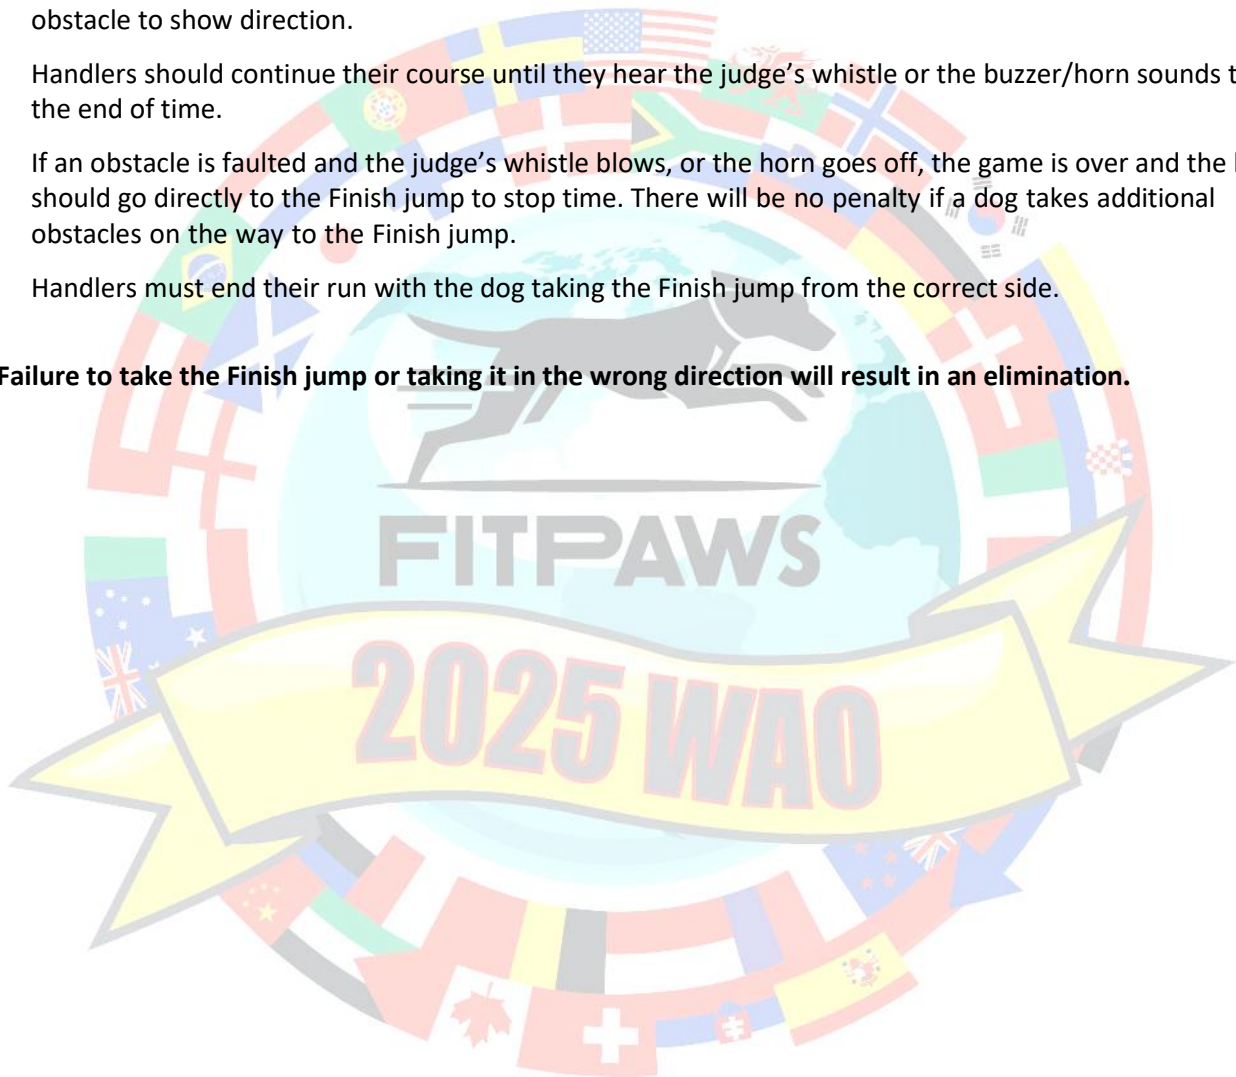 obstacle to show direction.
Handlers should continue their course until they hear the judge’s whistle or the buzzer/horn sounds
the end of time.
If an obstacle is faulted and the judge’s whistle blows, or the horn goes off, the game is over and the
should go directly to the Finish jump to stop time. There will be no penalty if a dog takes additional
obstacles on the way to the Finish jump.
Handlers must end their run with the dog taking the Finish jump from the correct side.
Failure to take the Finish jump or taking it in the wrong direction will result in an elimination.
FITPAWS
2025 WAO